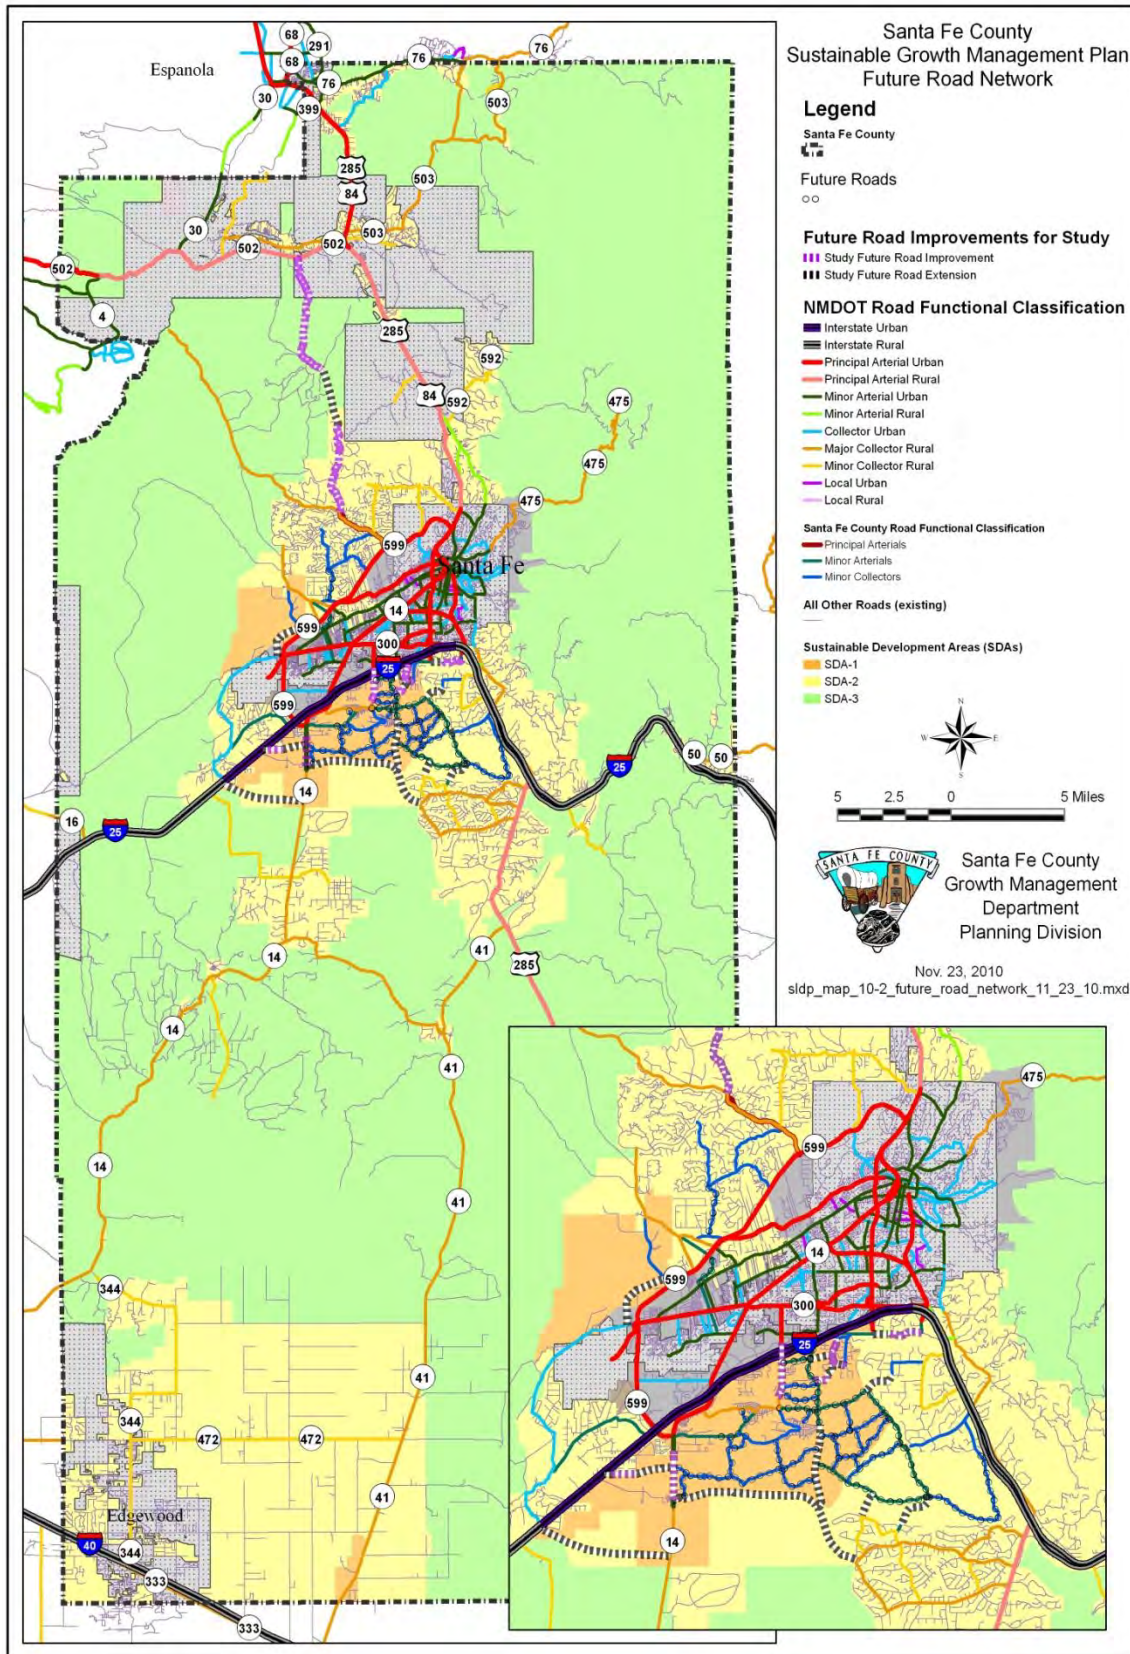 Santa Fe County
Sustainable Growth Management Plan
Future Road Network
Legend
Santa Fe County
Future Roads
Future Road Improvements for Study
Study Future Road Improvement
Study Future Road Extension
NMDOT Road Functional Classification
Interstate Urban
Interstate Rural
Principal Arterial Urban
Principal Arterial Rural
Minor Arterial Urban
Minor Arterial Rural
Collector Urban
Major Collector Rural
Minor Collector Rural
Local Urban
Local Rural
Santa Fe County Road Functional Classification
Principal Arterials
Minor Arterials
Minor Collectors
All Other Roads (existing)
Sustainable Development Areas (SDAs)
SDA-1
SDA-2
SDA-3
N
W E
S
5 2.5 0 5 Miles
SANTA FE COUNTY
Santa Fe County
Growth Management
Department
Planning Division
Nov. 23, 2010
sldp_map_10-2_future_road_network_11_23_10.mxd
68
291
68
76
76
Espanola
76
30
399
503
285
503
84
30
503
502
502
502
4
285
592
84
592
475
475
475
599
Santa Fe
14
599
300
25
599
50
50
25
14
16
25
41
14
285
14
41
14
41
344
41
344
472
472
41
Edgewood
40
344
333
333
475
599
14
599
300
25
599
14